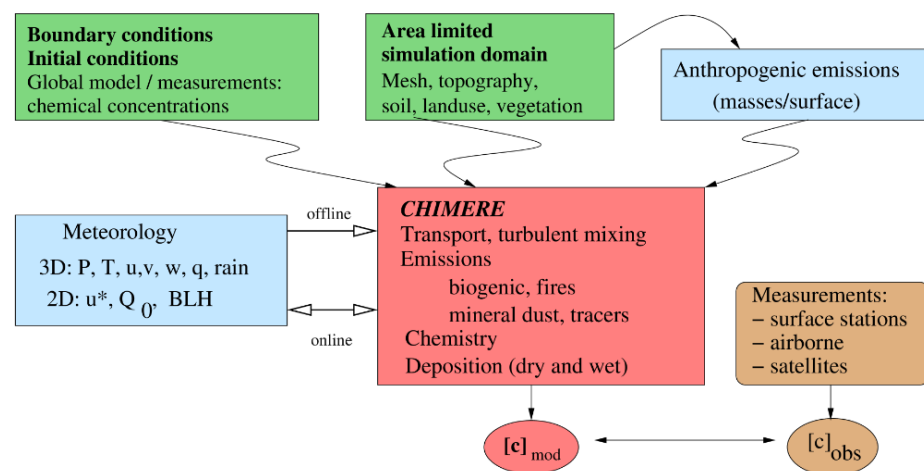 Boundary conditions
Initial conditions
Global model / measurements:
chemical concentrations
Area limited
simulation domain
Mesh, topography,
soil, landuse, vegetation
Anthropogenic emissions
(masses/surface)
Meteorology
3D: P, T, u,v, w, q, rain
2D: u*, Q 0, BLH
offline
online
CHIMERE
Transport, turbulent mixing
Emissions
biogenic, fires
mineral dust, tracers
Chemistry
Deposition (dry and wet)
Measurements:
– surface stations
– airborne
– satellites
[c] mod
[c] obs